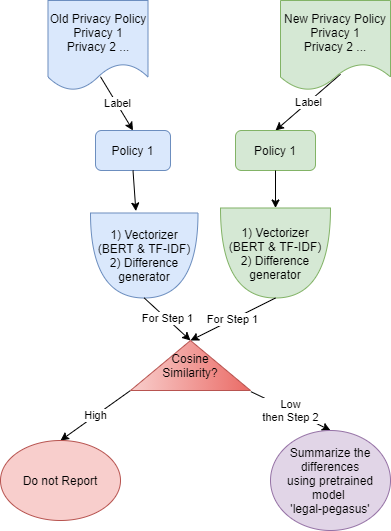 Old Privacy Policy
Privacy 1
Privacy 2 ...
New Privacy Policy
Privacy 1
Privacy 2 ...
Label
Label
Policy 1
Policy 1
1) Vectorizer
(BERT & TF-IDF)
2) Difference
generator
1) Vectorizer
(BERT & TF-IDF)
2) Difference
generator
For Step 1
For Step 1
Cosine
Similarity?
High
Low
then Step 2
Do not Report
Summarize the
differences
using pretrained
model
'legal-pegasus'